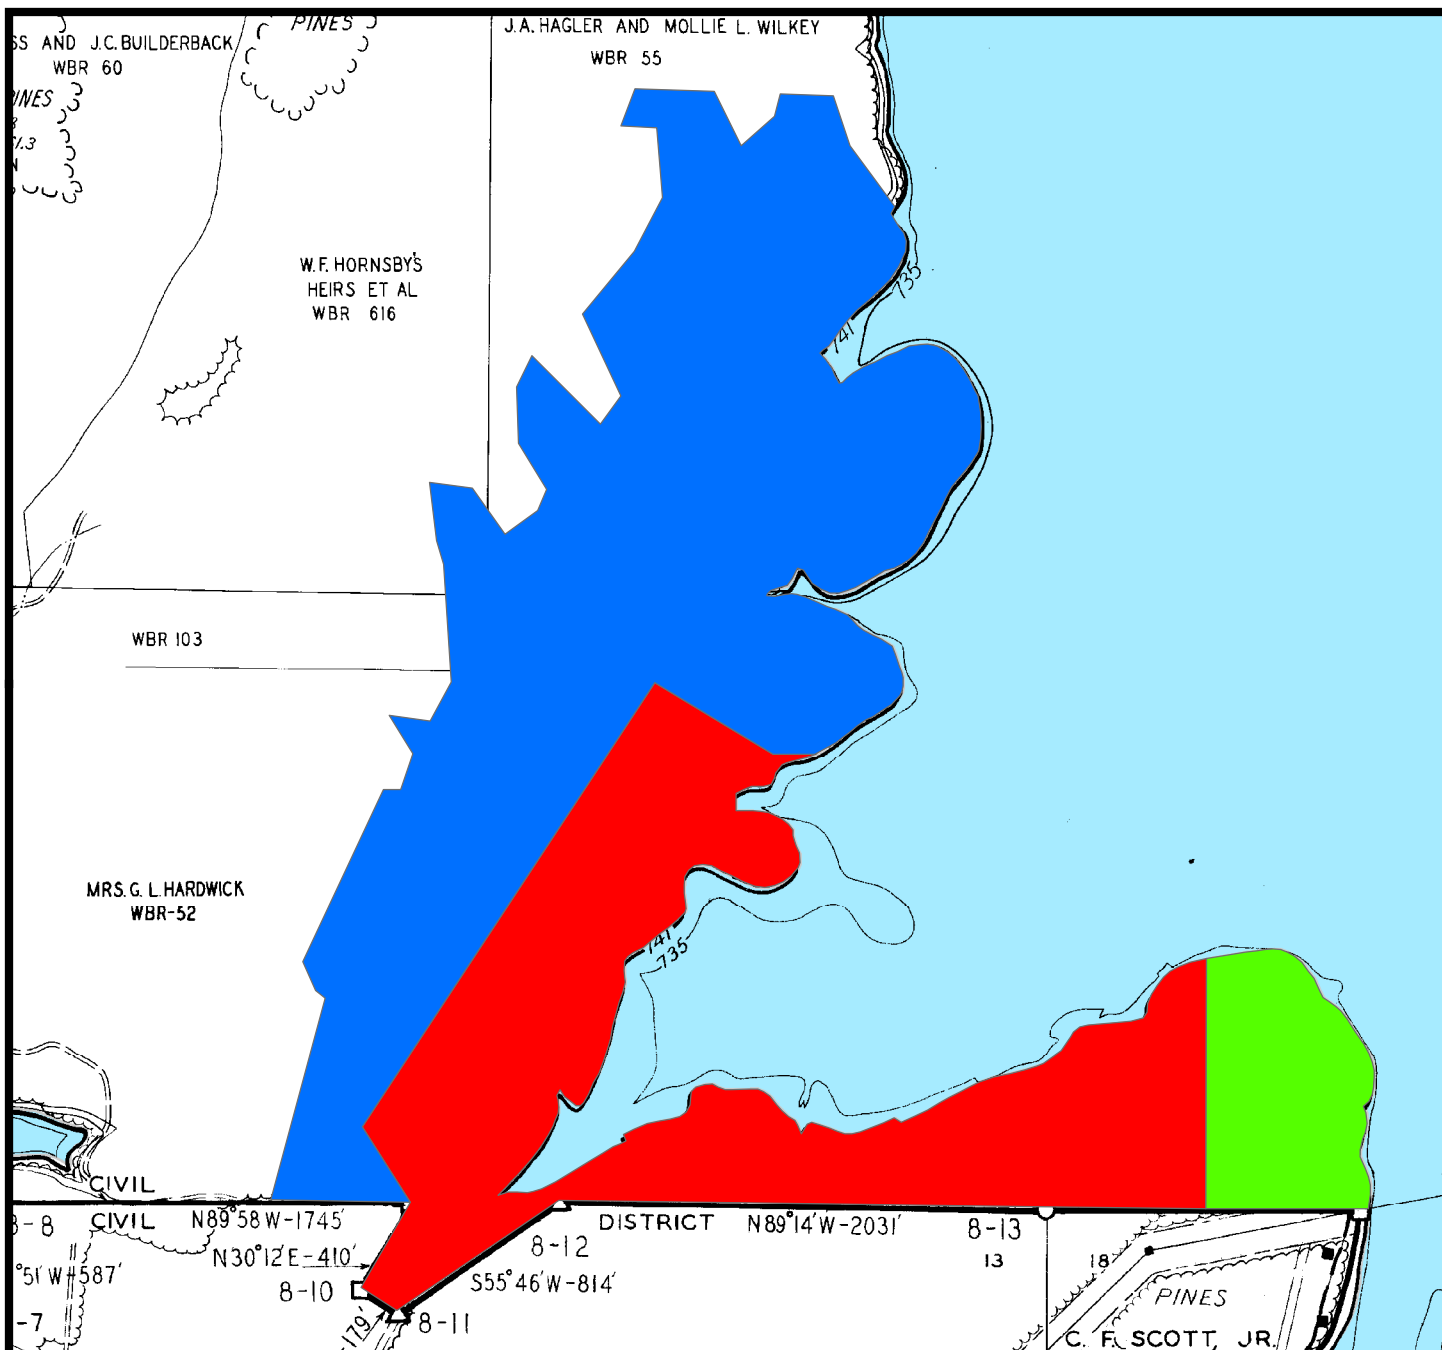 PINES
J.A. HAGLER AND MOLLIE L. WILKEY
WBR 55
SS AND J.C. BUILDERBACK
WBR 60
INES
51.3
N
W.F. HORNSBY'S
HEIRS ET AL
WBR 616
735
741
WBR 103
MRS. G. L. HARDWICK
WBR-52
741
735
CIVIL
8-8
CIVIL
N89°58'W-1745'
DISTRICT
N89°14'W-2031'
8-13
N30°12'E-410'
8-12
13
18
°51'W-587'
8-10
S55°46'W-814'
PINES
-7
179'
8-11
C. F. SCOTT, JR.